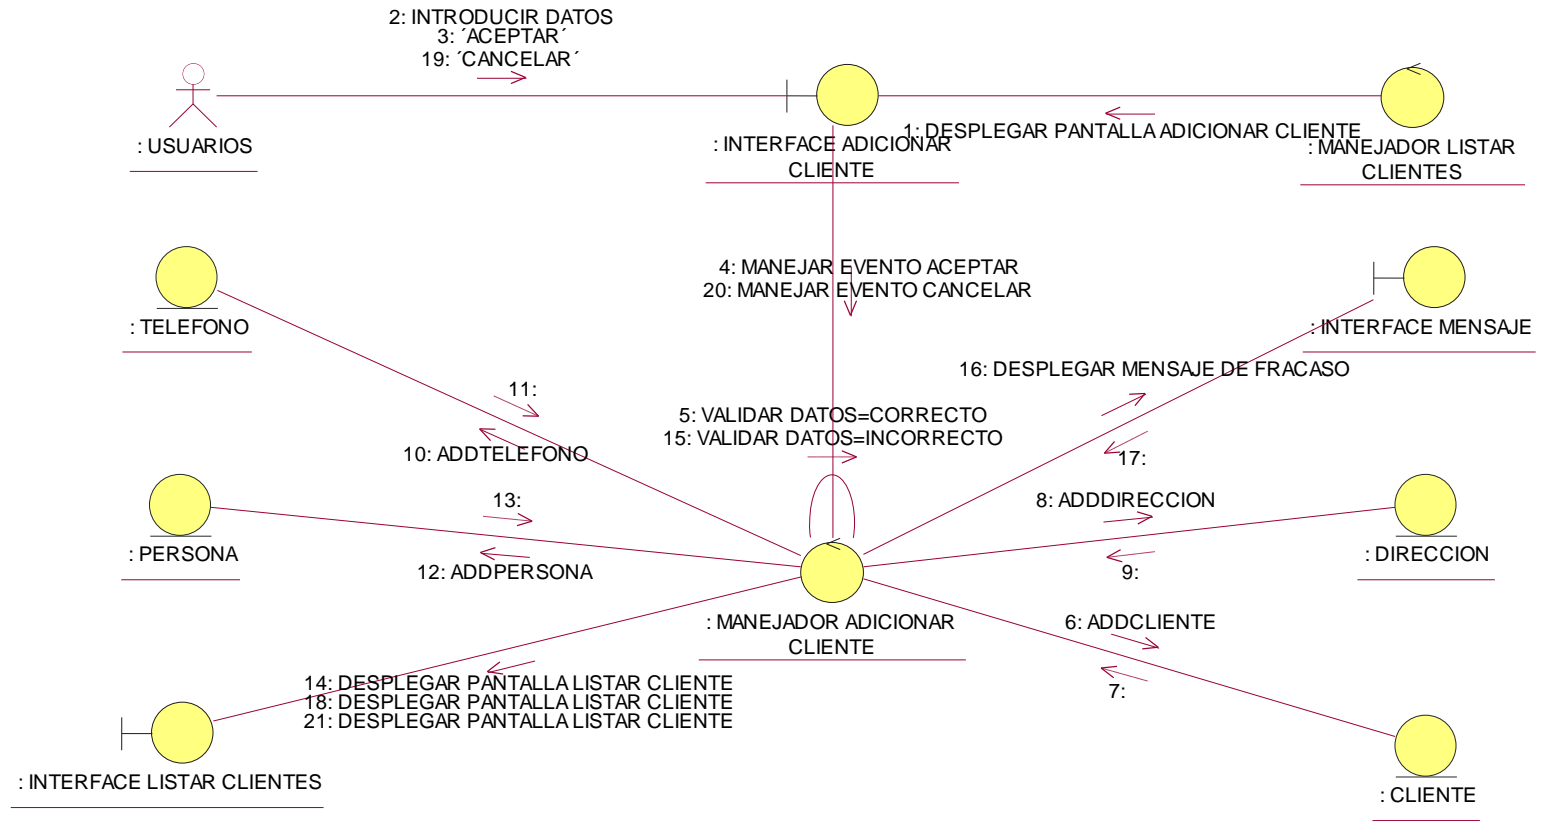 2: INTRODUCIR DATOS
3: ´ACEPTAR´
19: ´CANCELAR´
: USUARIOS
: INTERFACE ADICIONAR
CLIENTE
1: DESPLEGAR PANTALLA ADICIONAR CLIENTE
: MANEJADOR LISTAR
CLIENTES
: TELEFONO
4: MANEJAR EVENTO ACEPTAR
20: MANEJAR EVENTO CANCELAR
: INTERFACE MENSAJE
16: DESPLEGAR MENSAJE DE FRACASO
11:
10: ADDTELEFONO
5: VALIDAR DATOS=CORRECTO
15: VALIDAR DATOS=INCORRECTO
17:
: PERSONA
13:
12: ADDPERSONA
8: ADDDIRECCION
9:
: DIRECCION
: MANEJADOR ADICIONAR
CLIENTE
6: ADDCLIENTE
7:
14: DESPLEGAR PANTALLA LISTAR CLIENTE
18: DESPLEGAR PANTALLA LISTAR CLIENTE
21: DESPLEGAR PANTALLA LISTAR CLIENTE
: INTERFACE LISTAR CLIENTES
: CLIENTE